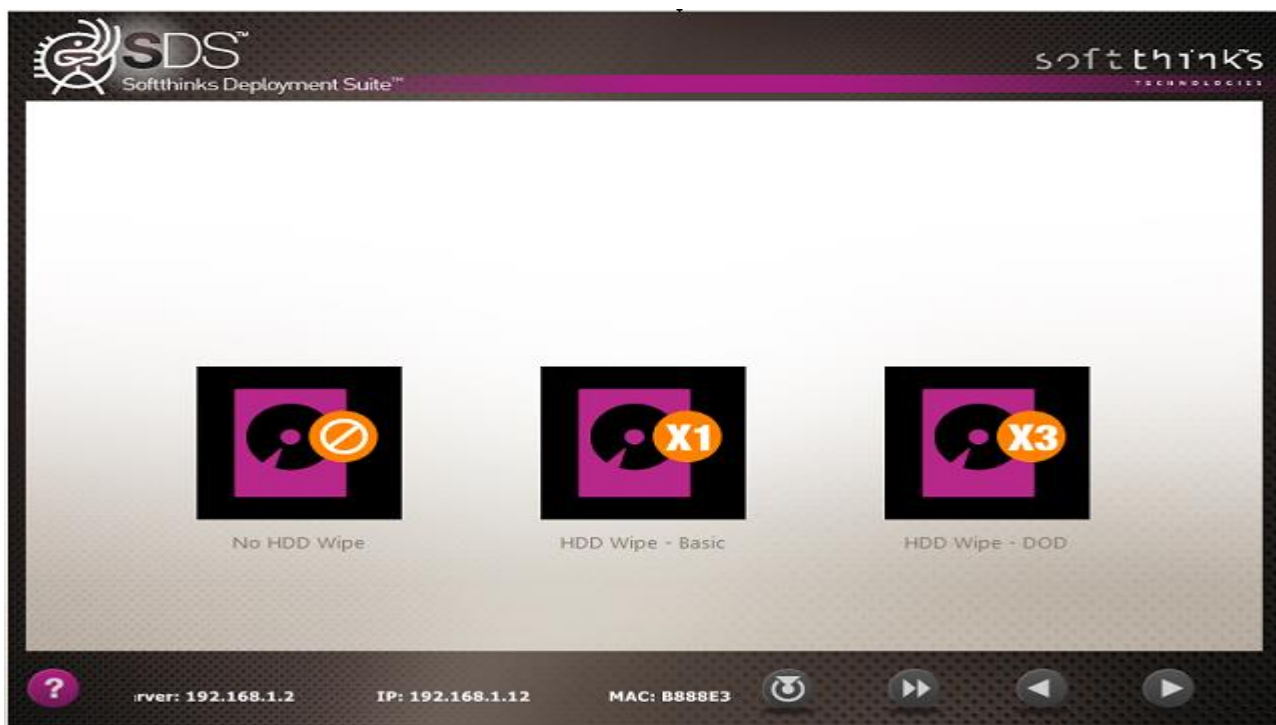 SDS™
Softthinks Deployment Suite™
softthinks
TECHNOLOGIES
X1
X3
No HDD Wipe
HDD Wipe - Basic
HDD Wipe - DOD
?
rver: 192.168.1.2
IP: 192.168.1.12
MAC: B888E3